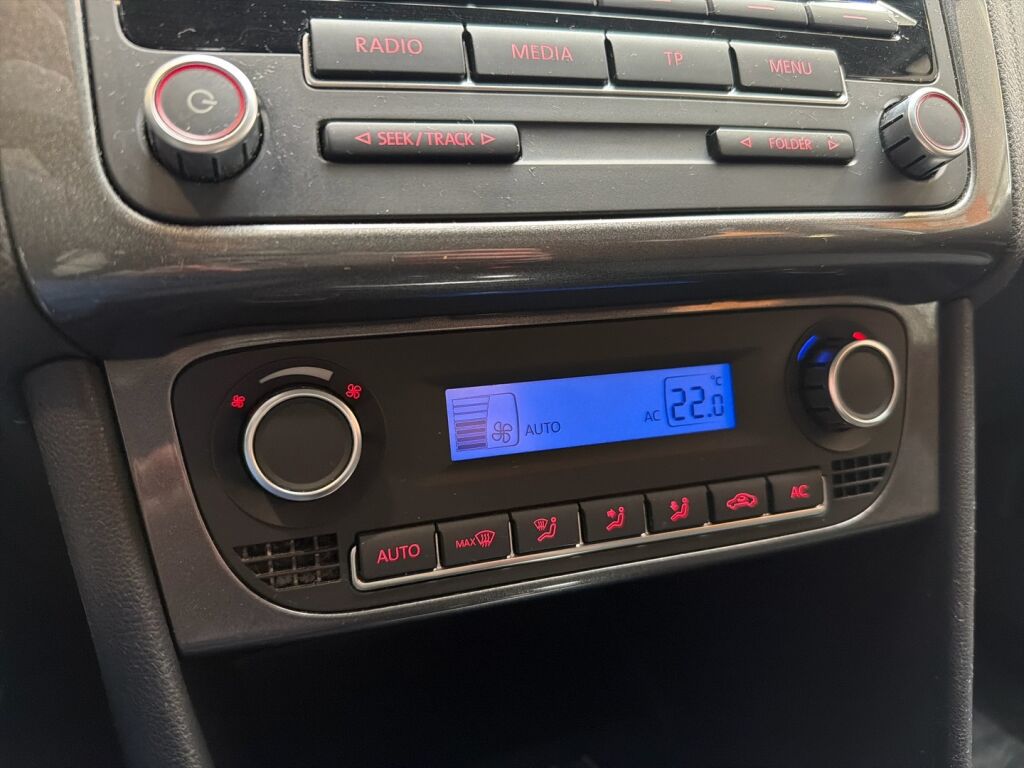 RADIO MEDIA TP MENU
◁ SEEK/TRACK ▷ ◁ FOLDER ▷
AUTO AC 22.0 °C
AUTO MAX AC